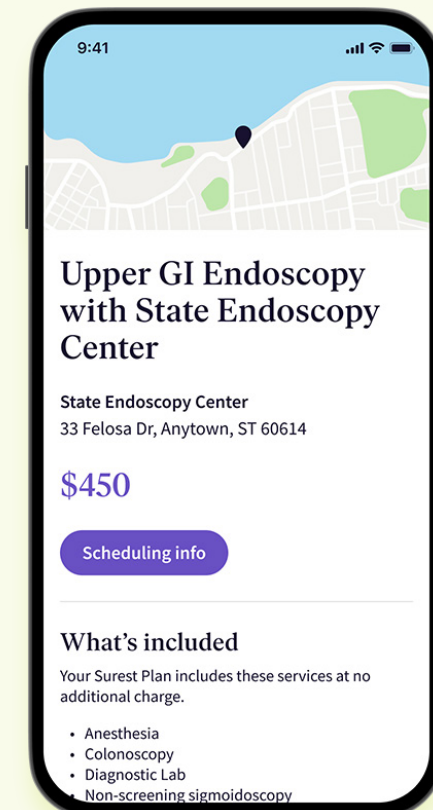 9:41
Upper GI Endoscopy
with State Endoscopy
Center
State Endoscopy Center
33 Felosa Dr, Anytown, ST 60614
$450
Scheduling info
What's included
Your Surest Plan includes these services at no
additional charge.
• Anesthesia
• Colonoscopy
• Diagnostic Lab
• Non-screening sigmoidoscopy